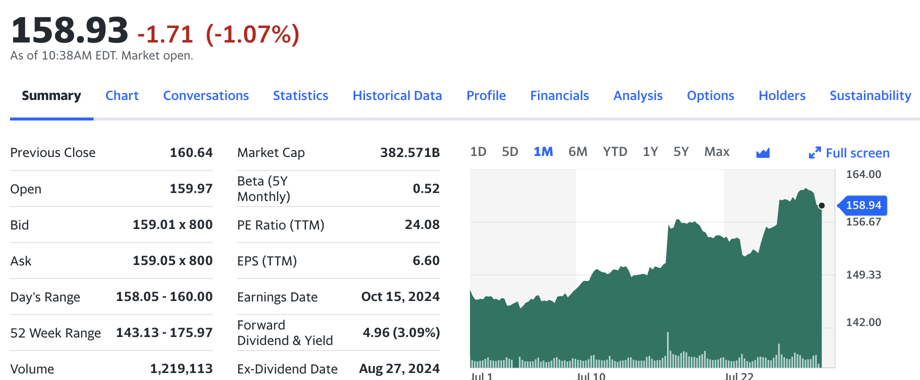 158.93 -1.71 (-1.07%)
As of 10:38AM EDT. Market open.
Summary Chart Conversations Statistics Historical Data Profile Financials Analysis Options Holders Sustainability
Previous Close 160.64
Open 159.97
Bid 159.01 x 800
Ask 159.05 x 800
Day's Range 158.05 - 160.00
52 Week Range 143.13 - 175.97
Volume 1,219,113
Market Cap 382.571B
Beta (5Y
Monthly) 0.52
PE Ratio (TTM) 24.08
EPS (TTM) 6.60
Earnings Date Oct 15, 2024
Forward
Dividend & Yield 4.96 (3.09%)
Ex-Dividend Date Aug 27, 2024
1D 5D 1M 6M YTD 1Y 5Y Max Full screen
164.00
158.94
156.67
149.33
142.00
Jul 1 Jul 10 Jul 22